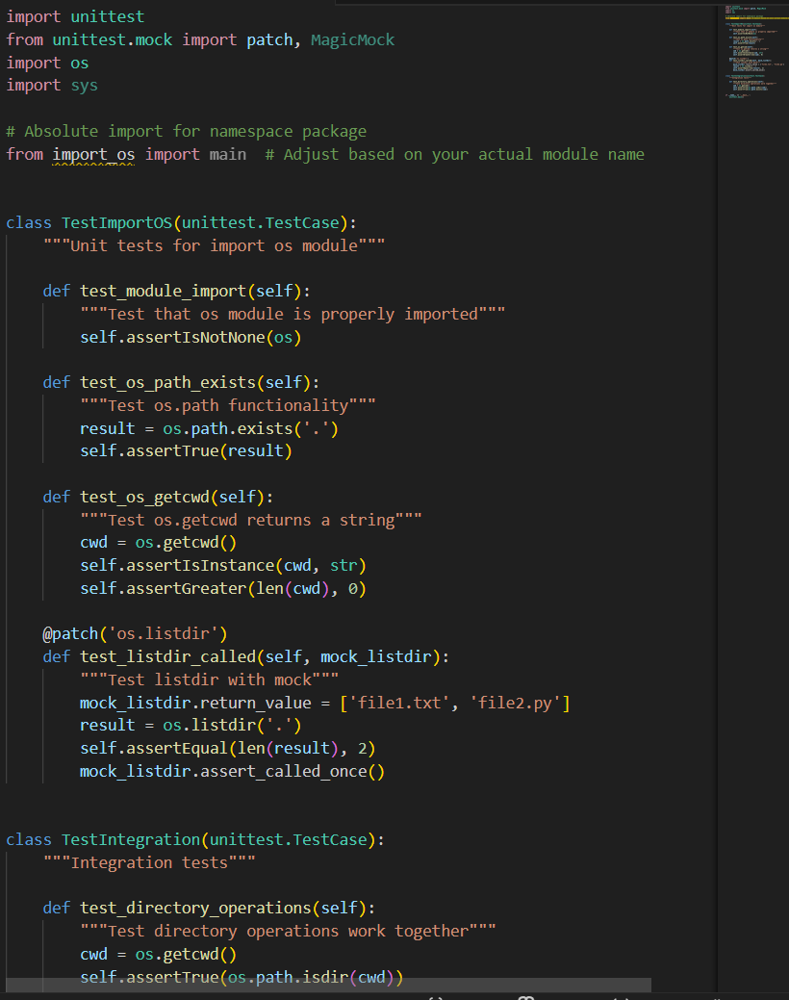 import unittest
from unittest.mock import patch, MagicMock
import os
import sys

# Absolute import for namespace package
from import_os import main  # Adjust based on your actual module name


class TestImportOS(unittest.TestCase):
    """Unit tests for import os module"""

    def test_module_import(self):
        """Test that os module is properly imported"""
        self.assertIsNotNone(os)

    def test_os_path_exists(self):
        """Test os.path functionality"""
        result = os.path.exists('.')
        self.assertTrue(result)

    def test_os_getcwd(self):
        """Test os.getcwd returns a string"""
        cwd = os.getcwd()
        self.assertIsInstance(cwd, str)
        self.assertGreater(len(cwd), 0)

    @patch('os.listdir')
    def test_listdir_called(self, mock_listdir):
        """Test listdir with mock"""
        mock_listdir.return_value = ['file1.txt', 'file2.py']
        result = os.listdir('.')
        self.assertEqual(len(result), 2)
        mock_listdir.assert_called_once()


class TestIntegration(unittest.TestCase):
    """Integration tests"""

    def test_directory_operations(self):
        """Test directory operations work together"""
        cwd = os.getcwd()
        self.assertTrue(os.path.isdir(cwd))